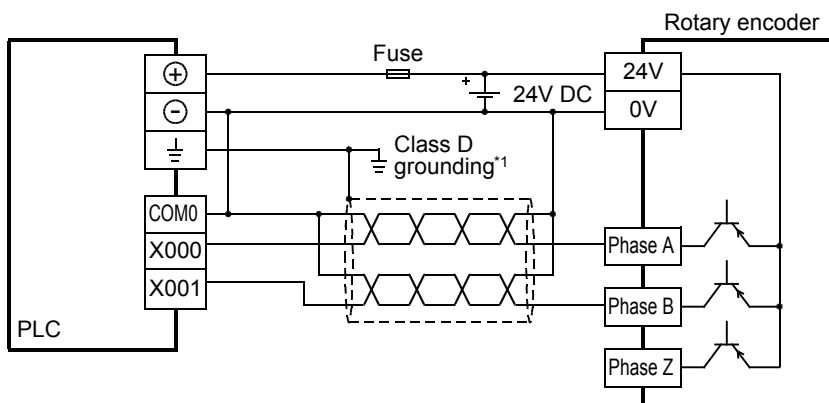 Rotary encoder
Fuse
+
24V DC
24V
0V
Class D
grounding*1
COM0
X000
X001
PLC
Phase A
Phase B
Phase Z